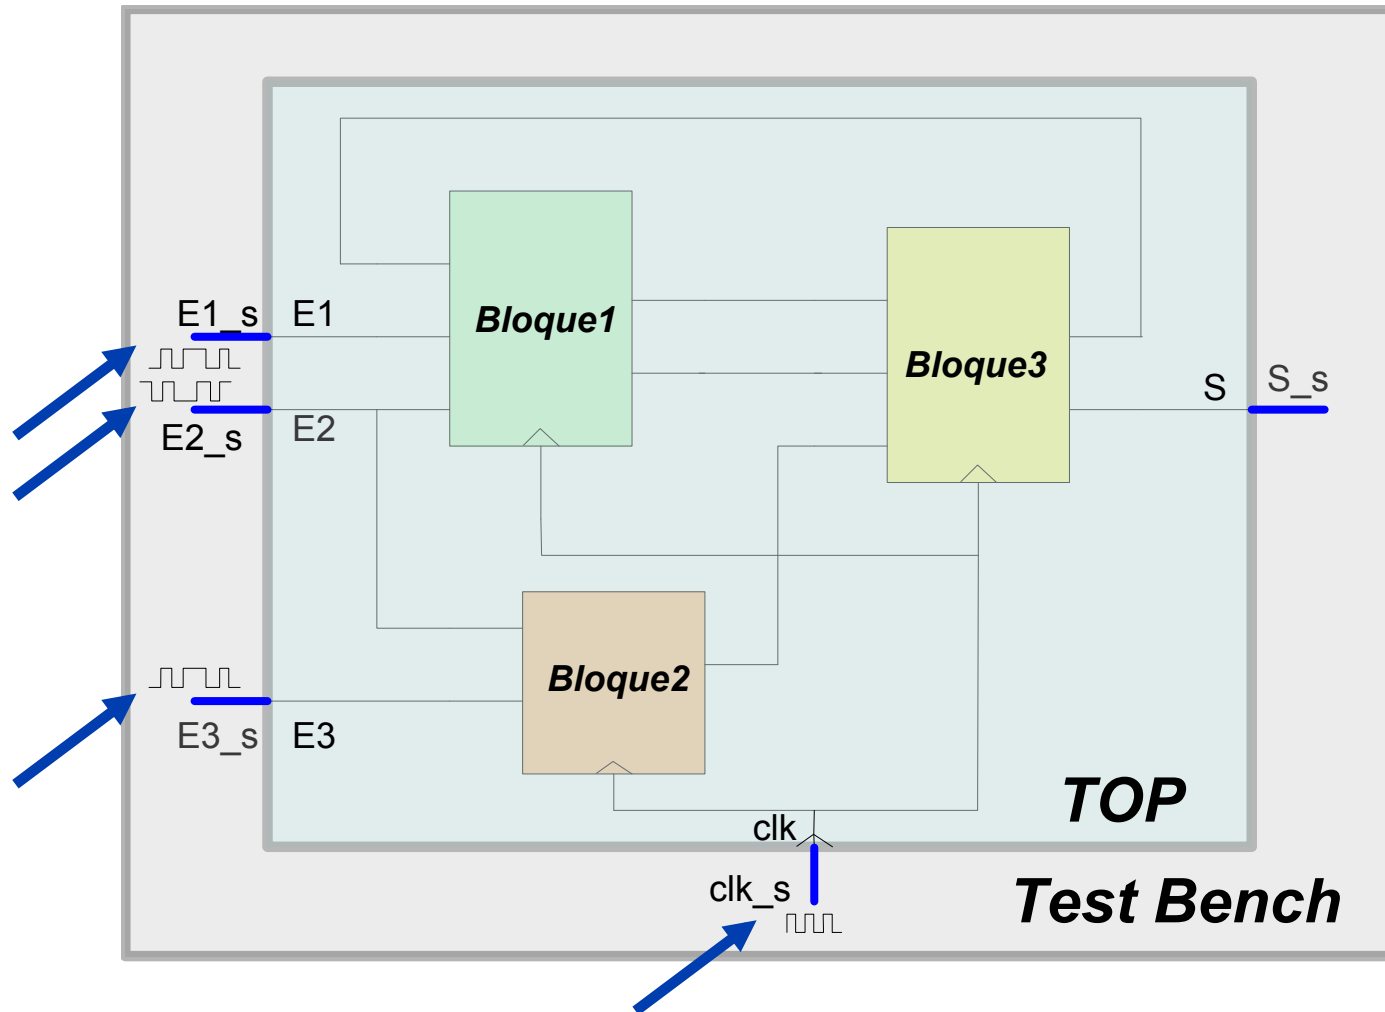 Bloque1
E1_s
E1
Bloque3
S
S_s
E2_s
E2
Bloque2
E3_s
E3
TOP
clk
clk_s
Test Bench